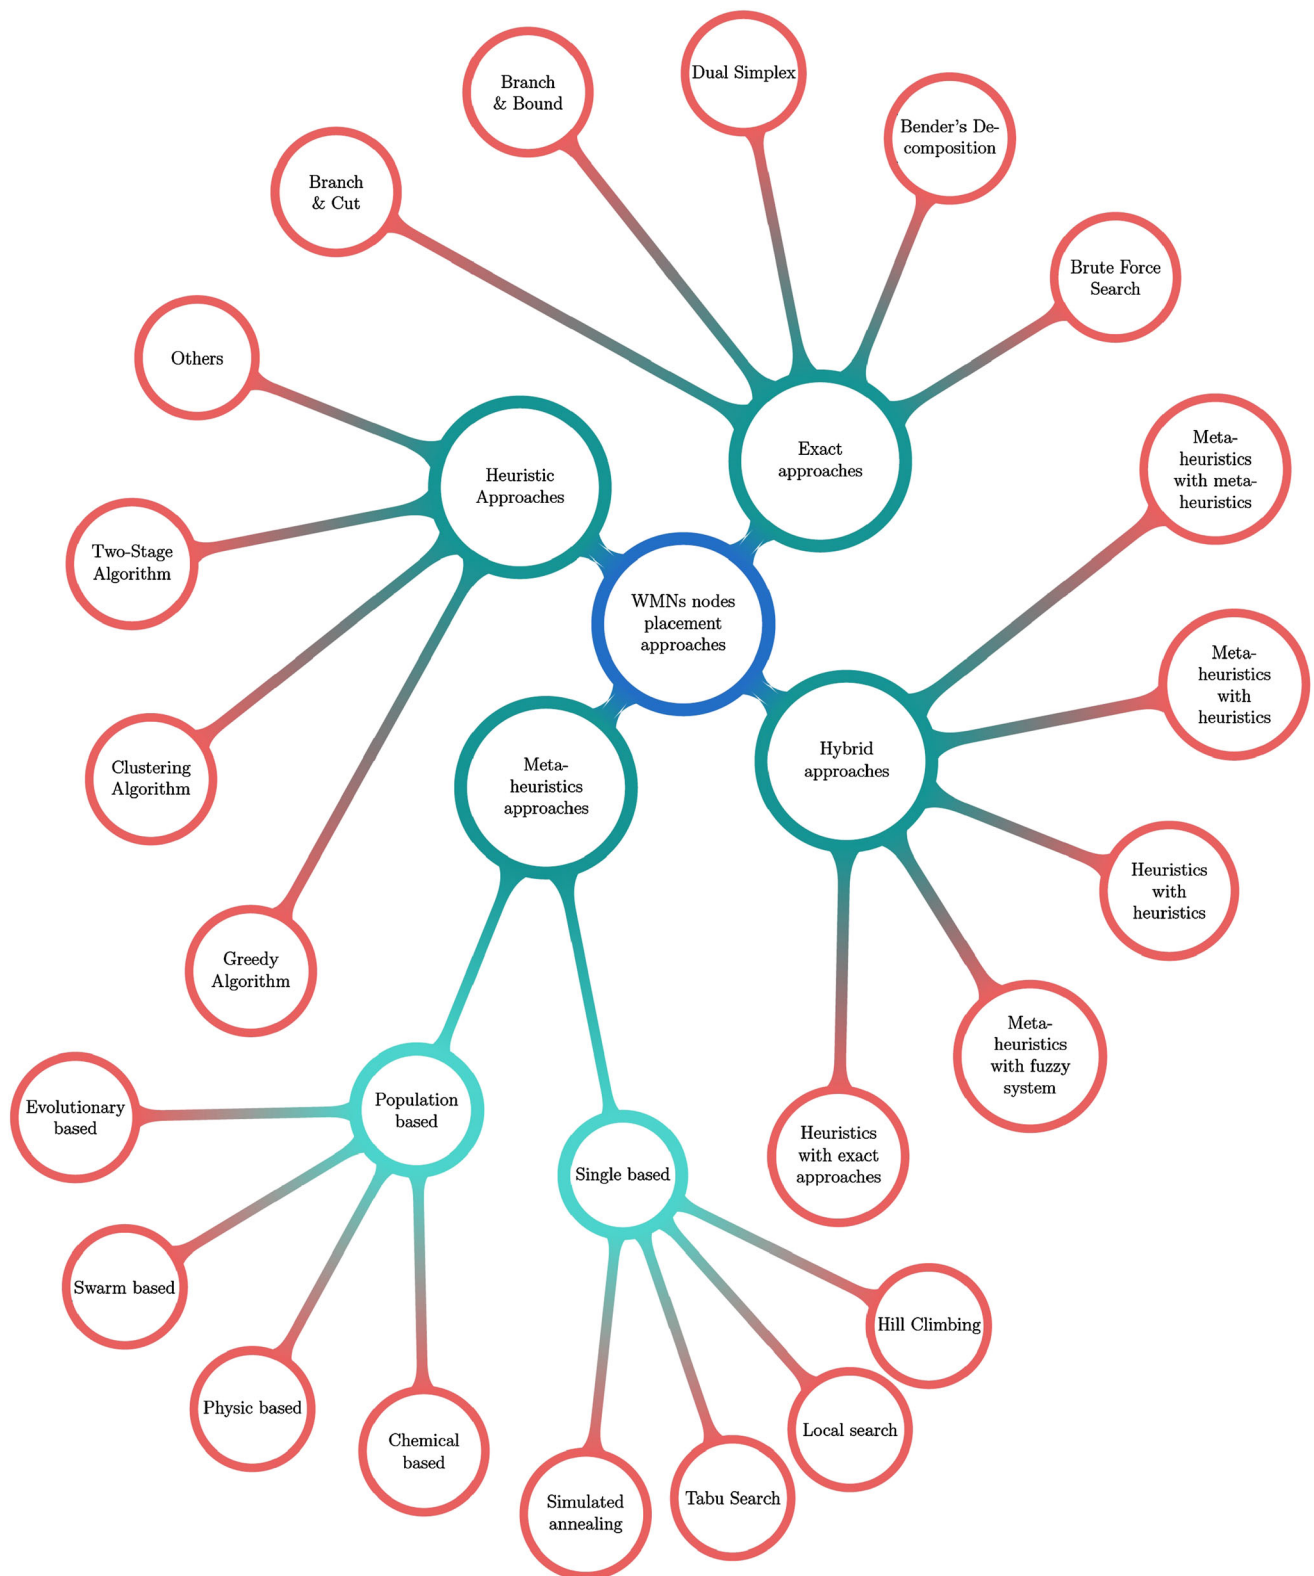 Dual Simplex
Branch
& Bound
Bender's De-
composition
Branch
& Cut
Brute Force
Search
Others
Exact
approaches
Meta-
heuristics
with meta-
heuristics
Heuristic
Approaches
Two-Stage
Algorithm
WMNs nodes
placement
approaches
Meta-
heuristics
with
heuristics
Hybrid
approaches
Meta-
heuristics
approaches
Clustering
Algorithm
Heuristics
with
heuristics
Greedy
Algorithm
Meta-
heuristics
with fuzzy
system
Population
based
Evolutionary
based
Heuristics
with exact
approaches
Single based
Swarm based
Hill Climbing
Physic based
Local search
Chemical
based
Tabu Search
Simulated
annealing